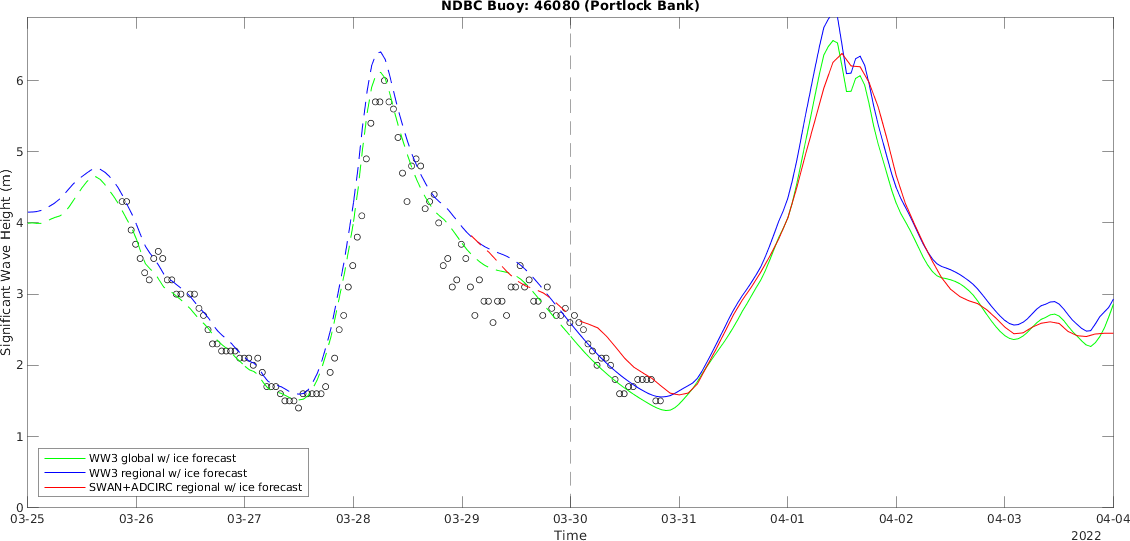 NDBC Buoy: 46080 (Portlock Bank)
Significant Wave Height (m)
6
5
4
3
2
1
0
WW3 global w/ ice forecast
WW3 regional w/ ice forecast
SWAN+ADCIRC regional w/ ice forecast
03-25 03-26 03-27 03-28 03-29 03-30 03-31 04-01 04-02 04-03 04-04
Time
2022